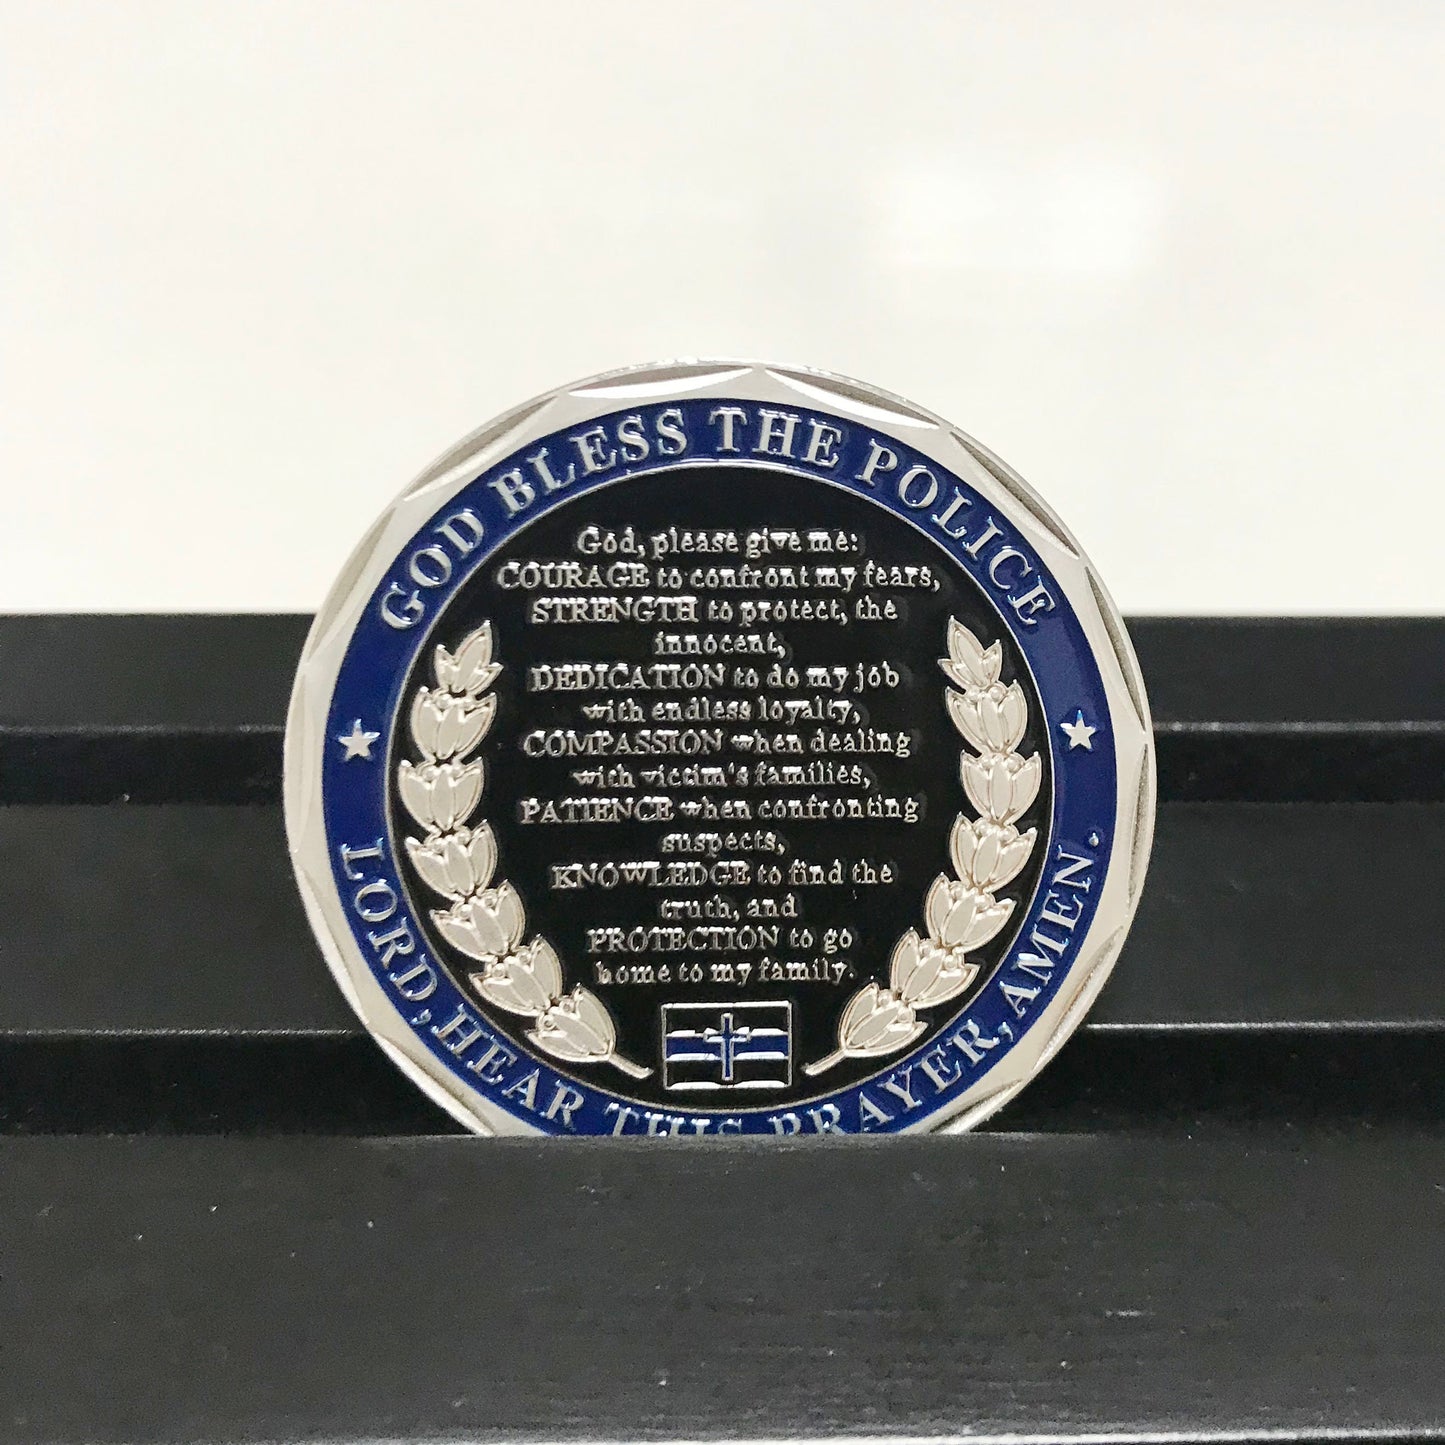 GOD BLESS THE POLICE
God, please give me:
COURAGE to confront my fears,
STRENGTH to protect, the
innocent,
DEDICATION to do my job
with endless loyalty,
COMPASSION when dealing
with victim's families,
PATIENCE when confronting
suspects,
KNOWLEDGE to find the
truth, and
PROTECTION to go
home to my family.
LORD, HEAR THIS PRAYER, AMEN.